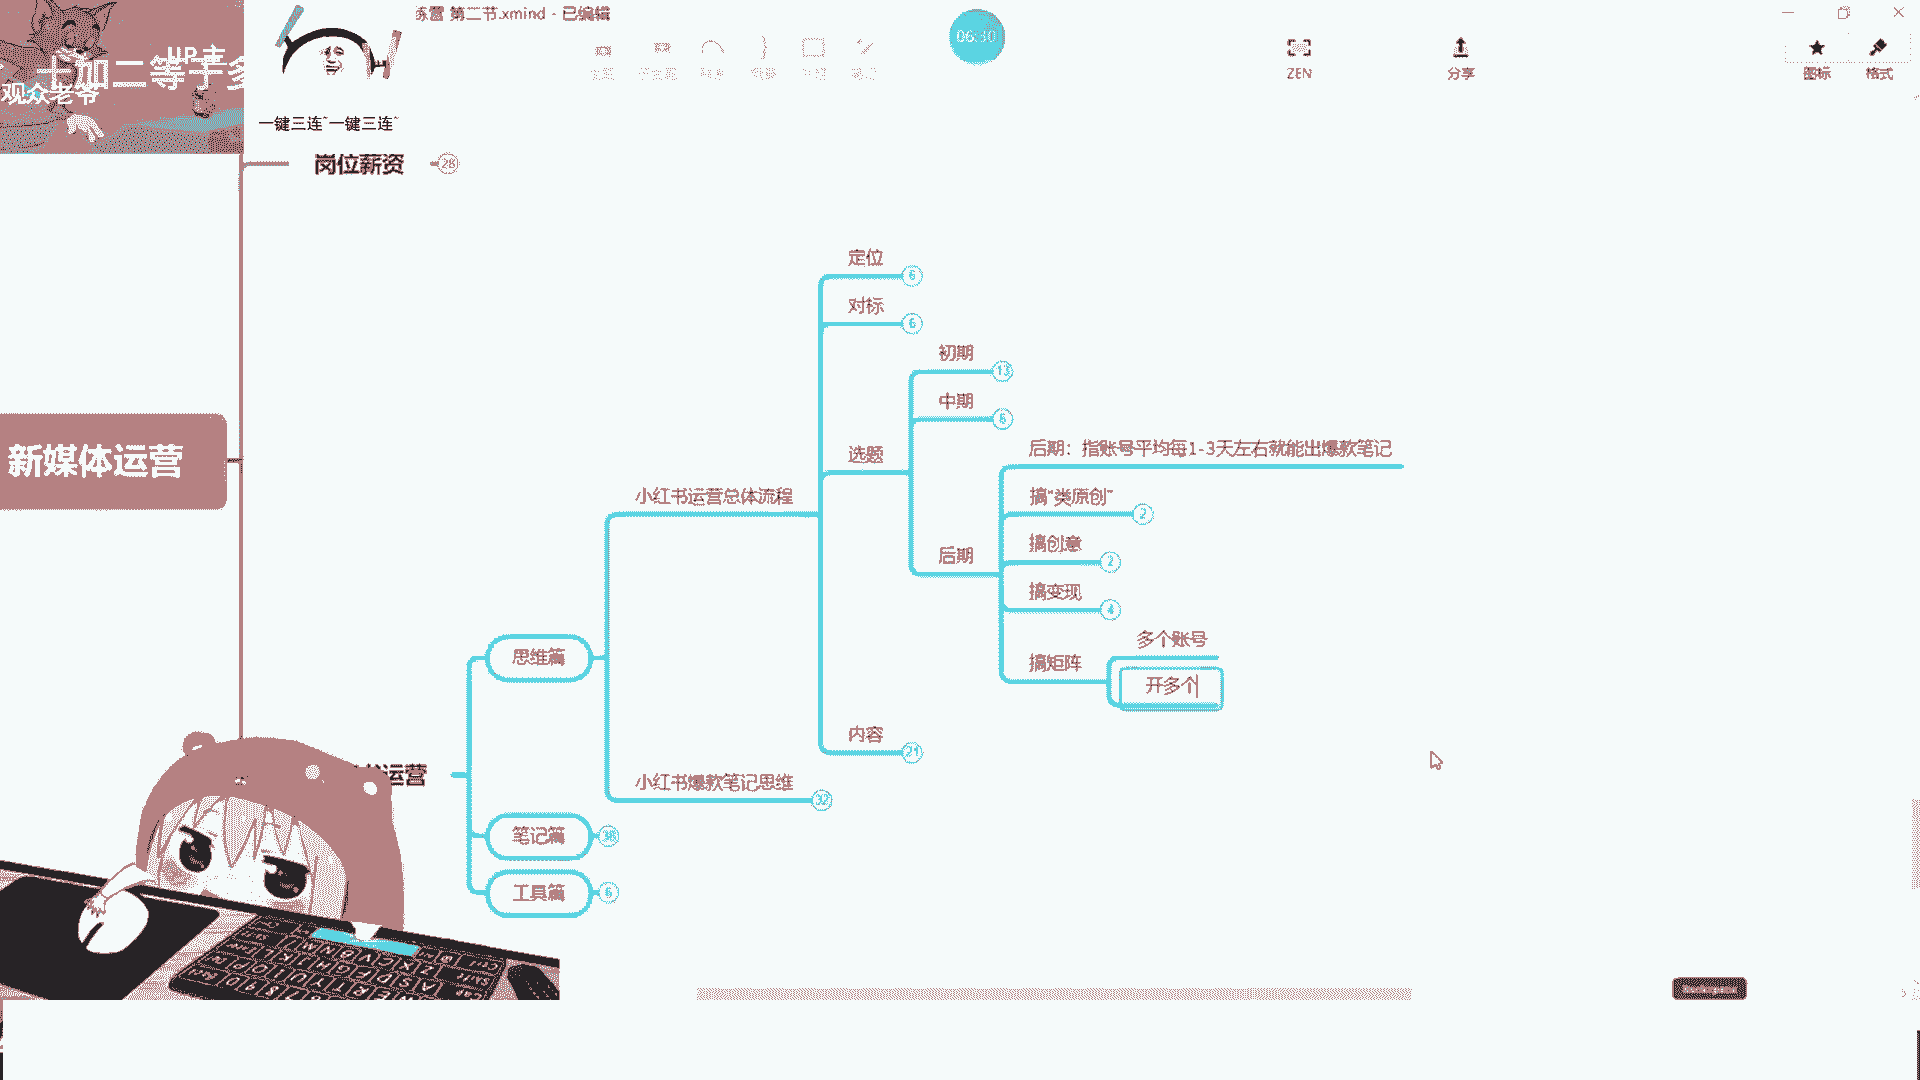 练营 第二节.xmind - 已编辑
UP主
一加二等于多
观众老爷
一键三连~一键三连~
06:30
ZEN
分享
图标
格式
岗位薪资
28
定位
6
对标
6
初期
13
中期
6
选题
后期：指账号平均每1-3天左右就能出爆款笔记
小红书运营总体流程
搞"类原创"
2
搞创意
2
后期
搞变现
4
多个账号
搞矩阵
开多个
新媒体运营
思维篇
内容
21
小红书爆款笔记思维
32
运营
笔记篇
38
工具篇
6